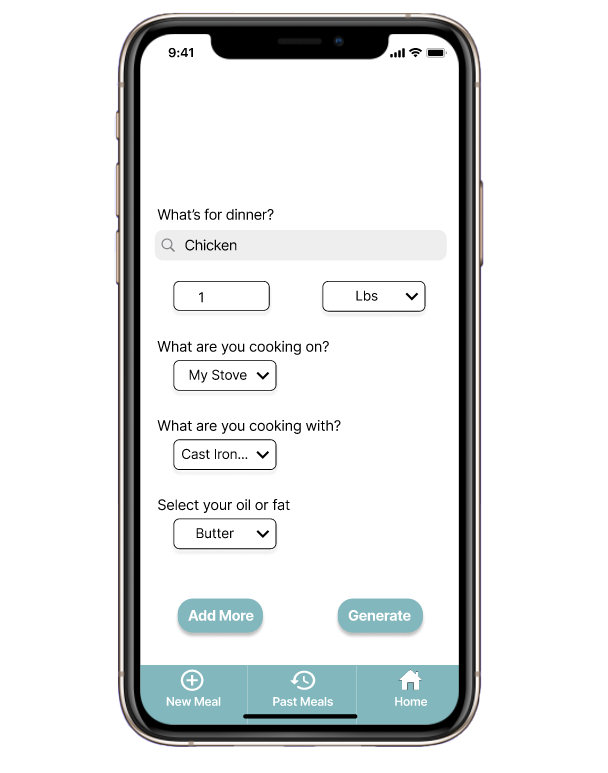 9:41
What's for dinner?
Chicken
1 Lbs
What are you cooking on?
My Stove
What are you cooking with?
Cast Iron...
Select your oil or fat
Butter
Add More Generate
New Meal Past Meals Home